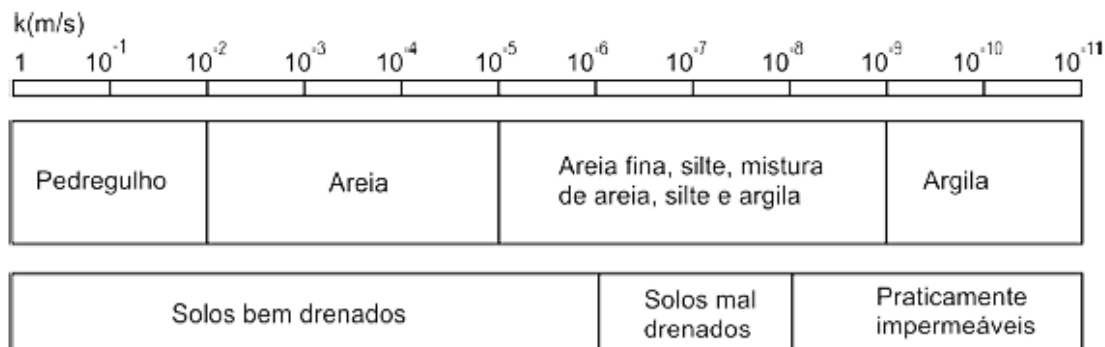 k(m/s)
1 10⁻¹ 10⁻² 10⁻³ 10⁻⁴ 10⁻⁵ 10⁻⁶ 10⁻⁷ 10⁻⁸ 10⁻⁹ 10⁻¹⁰ 10⁻¹¹
Pedregulho
Areia
Areia fina, silte, mistura
de areia, silte e argila
Argila
Solos bem drenados
Solos mal
drenados
Praticamente
impermeáveis